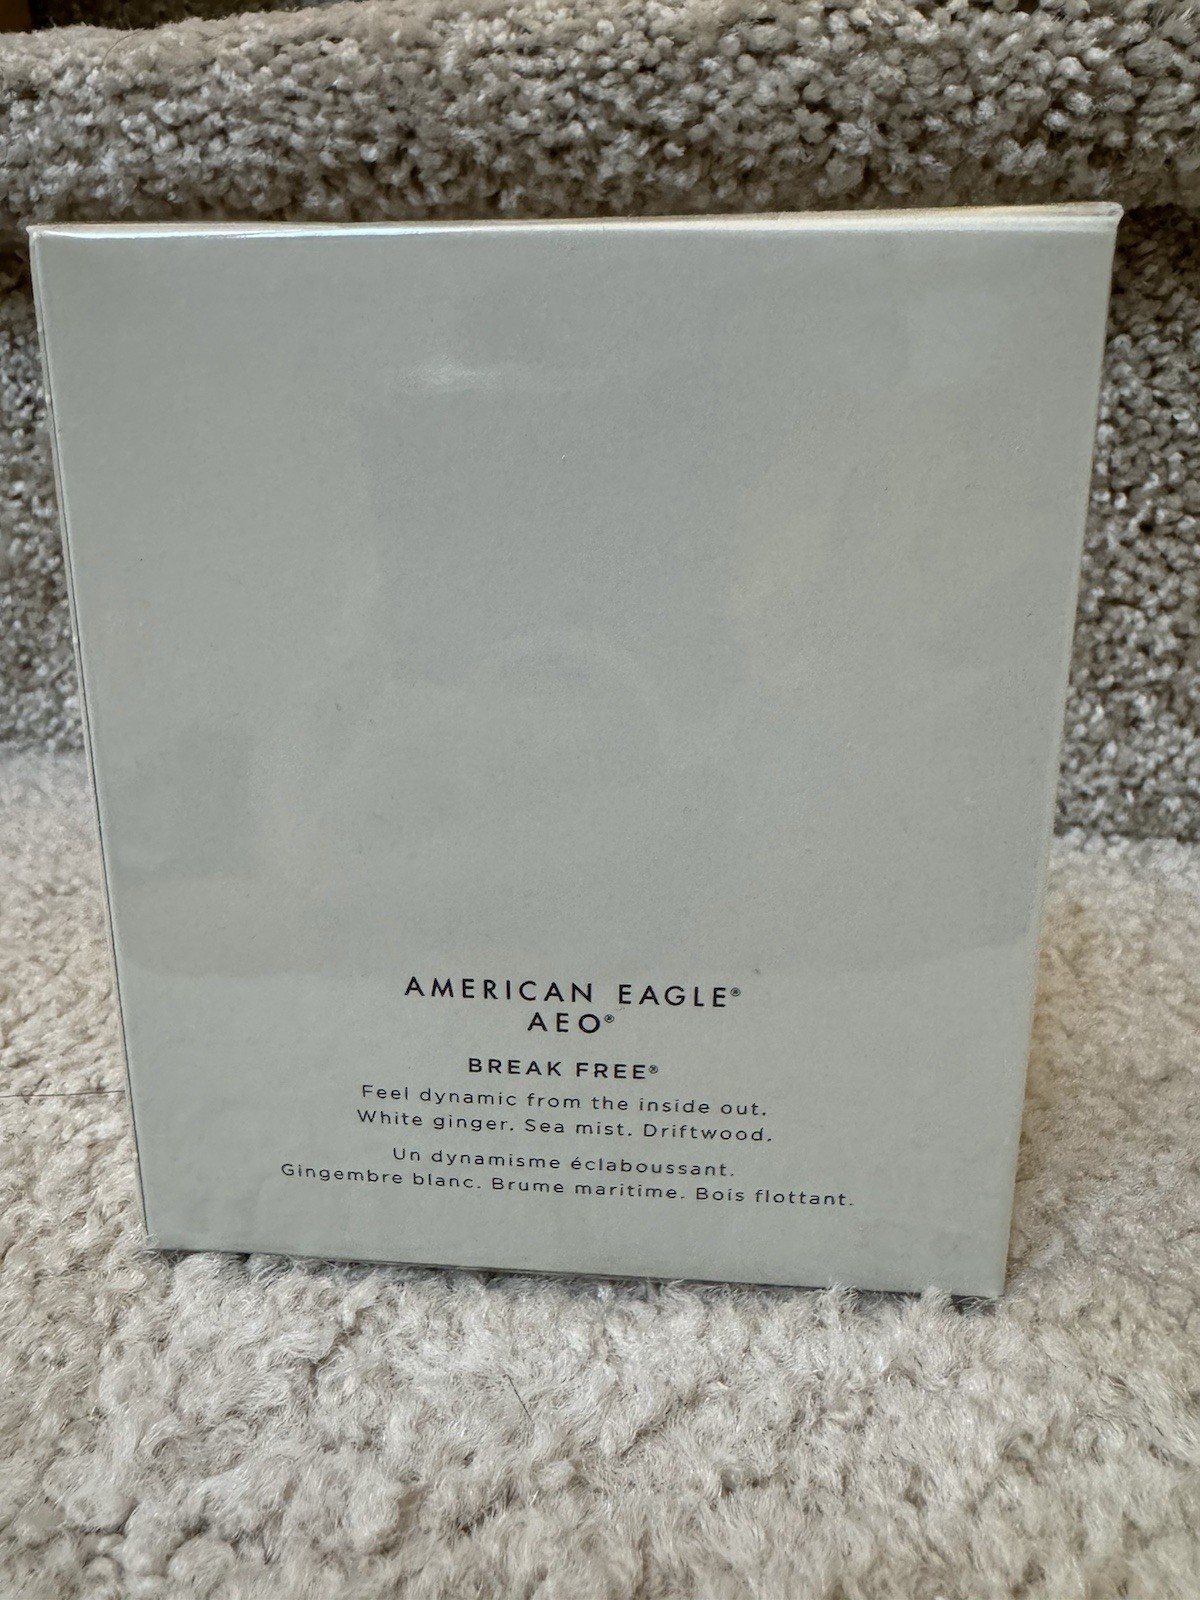 AMERICAN EAGLE®
AEO®
BREAK FREE®
Feel dynamic from the inside out.
White ginger. Sea mist. Driftwood.
Un dynamisme éclaboussant.
Gingembre blanc. Brume maritime. Bois flottant.